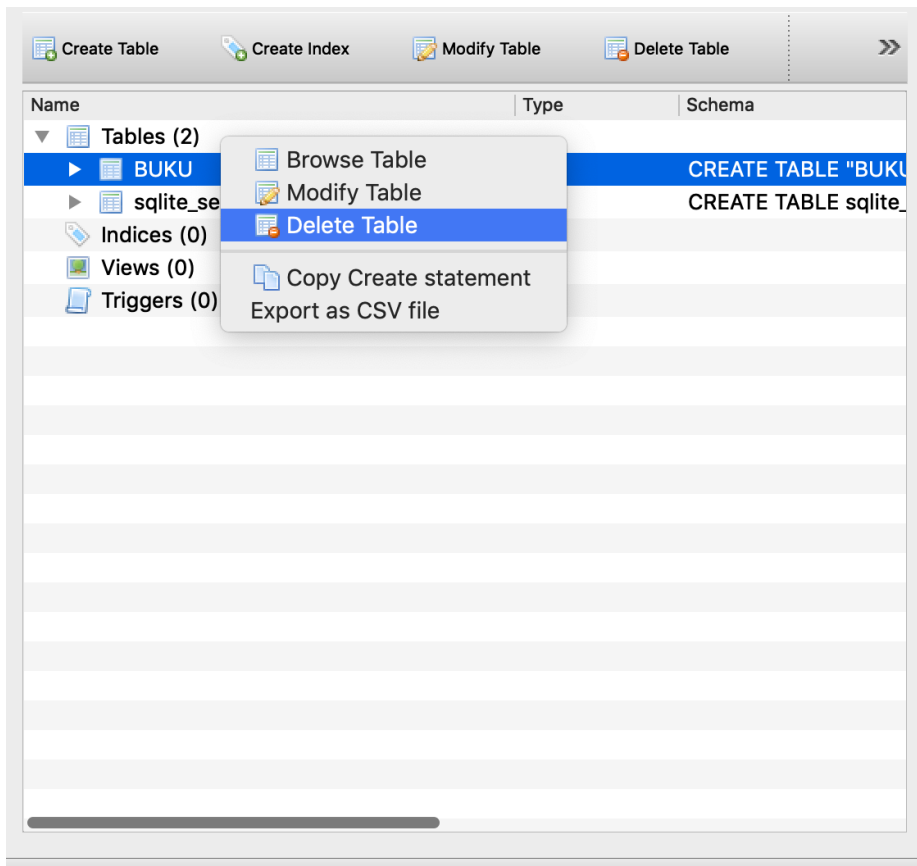 Create Table Create Index Modify Table Delete Table
Name Type Schema
Tables (2)
BUKU CREATE TABLE "BUKU
sqlite_se CREATE TABLE sqlite_
Indices (0)
Views (0)
Triggers (0)
Browse Table
Modify Table
Delete Table
Copy Create statement
Export as CSV file